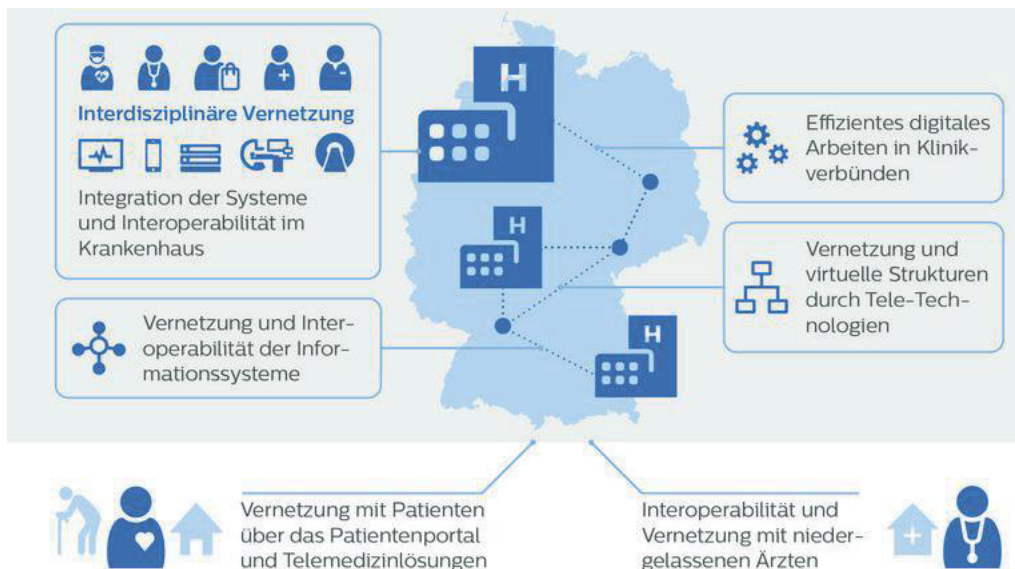 Interdisziplinäre Vernetzung
Integration der Systeme
und Interoperabilität im
Krankenhaus
Vernetzung und Inter-
operabilität der Infor-
mationssysteme
H
H
H
Effizientes digitales
Arbeiten in Klinik-
verbünden
Vernetzung und
virtuelle Strukturen
durch Tele-Tech-
nologien
Vernetzung mit Patienten
über das Patientenportal
und Telemedizinlösungen
Interoperabilität und
Vernetzung mit nieder-
gelassenen Ärzten